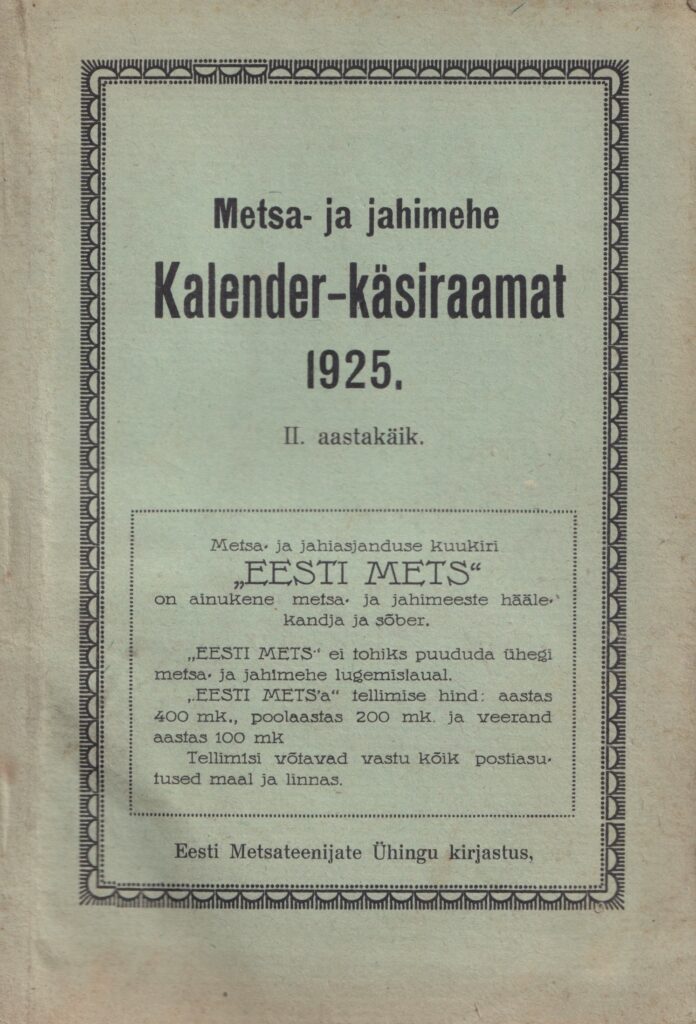 Metsa- ja jahimehe
Kalender-käsiraamat
1925.
II. aastakäik.
Metsa- ja jahiasjanduse kuukiri
„EESTI METS“
on ainukene metsa- ja jahimeeste hääle-
kandja ja sõber.
„EESTI METS“ ei tohiks puududa ühegi
metsa- ja jahimehe lugemislaual.
„EESTI METS'a“ tellimise hind: aastas
400 mk., poolaastas 200 mk. ja veerand
aastas 100 mk
Tellimisi võtavad vastu kõik postiasu-
tused maal ja linnas.
Eesti Metsateenijate Ühingu kirjastus,